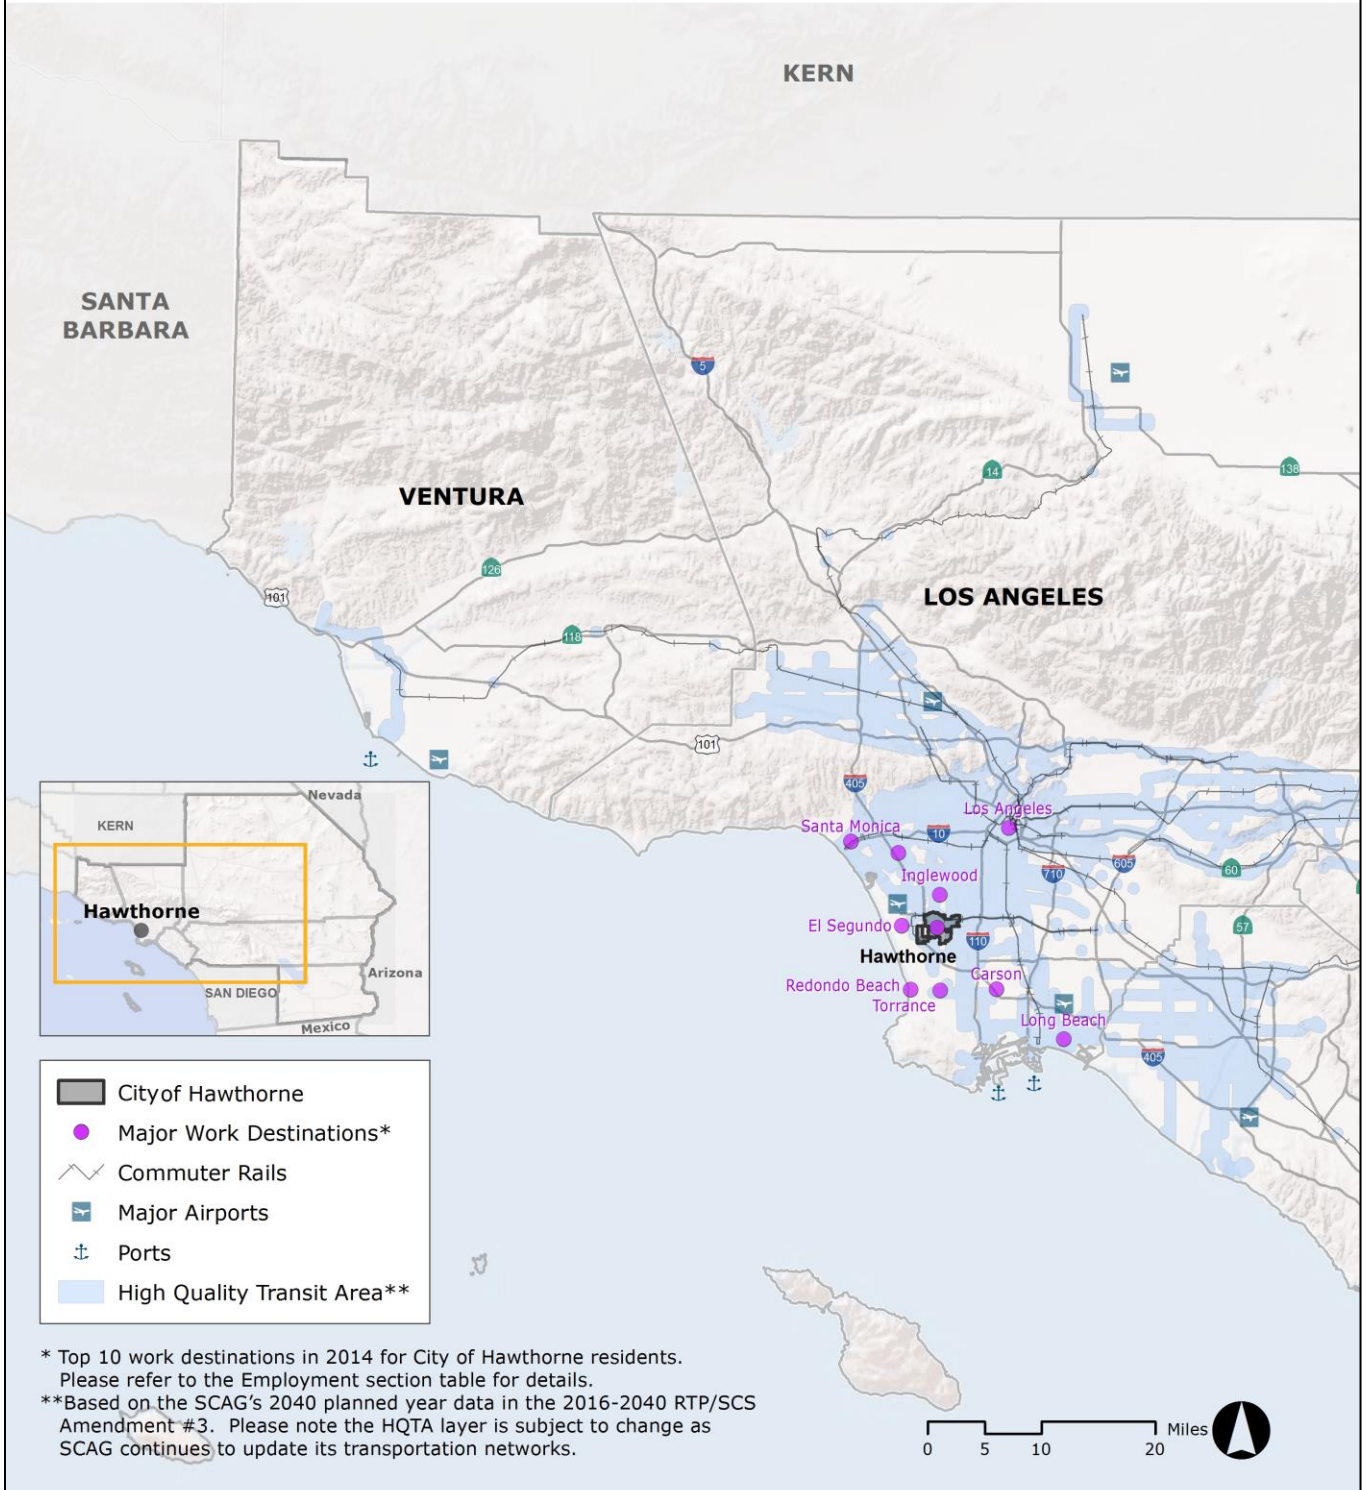 KERN
SANTA
BARBARA
5
14
138
VENTURA
126
LOS ANGELES
101
118
101
405
Los Angeles
Santa Monica
10
605
710
60
Inglewood
El Segundo
57
110
Hawthorne
Carson
Redondo Beach
Torrance
Long Beach
405
Nevada
KERN
Hawthorne
Arizona
SAN DIEGO
Mexico
City of Hawthorne
Major Work Destinations*
Commuter Rails
Major Airports
Ports
High Quality Transit Area**
* Top 10 work destinations in 2014 for City of Hawthorne residents.
Please refer to the Employment section table for details.
**Based on the SCAG's 2040 planned year data in the 2016-2040 RTP/SCS
Amendment #3. Please note the HQTA layer is subject to change as
SCAG continues to update its transportation networks.
Miles
0 5 10 20